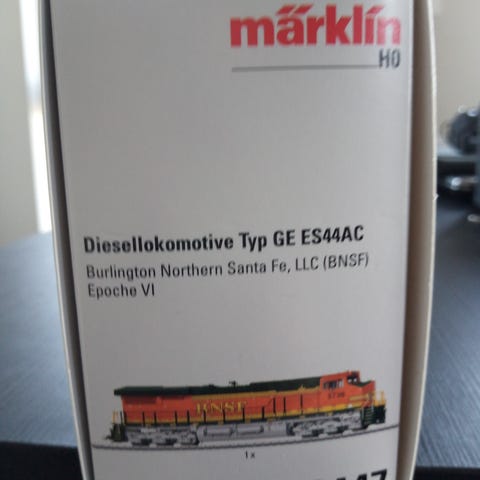 märklin
H0
Diesellokomotive Typ GE ES44AC
Burlington Northern Santa Fe, LLC (BNSF)
Epoche VI
BNSF
1x